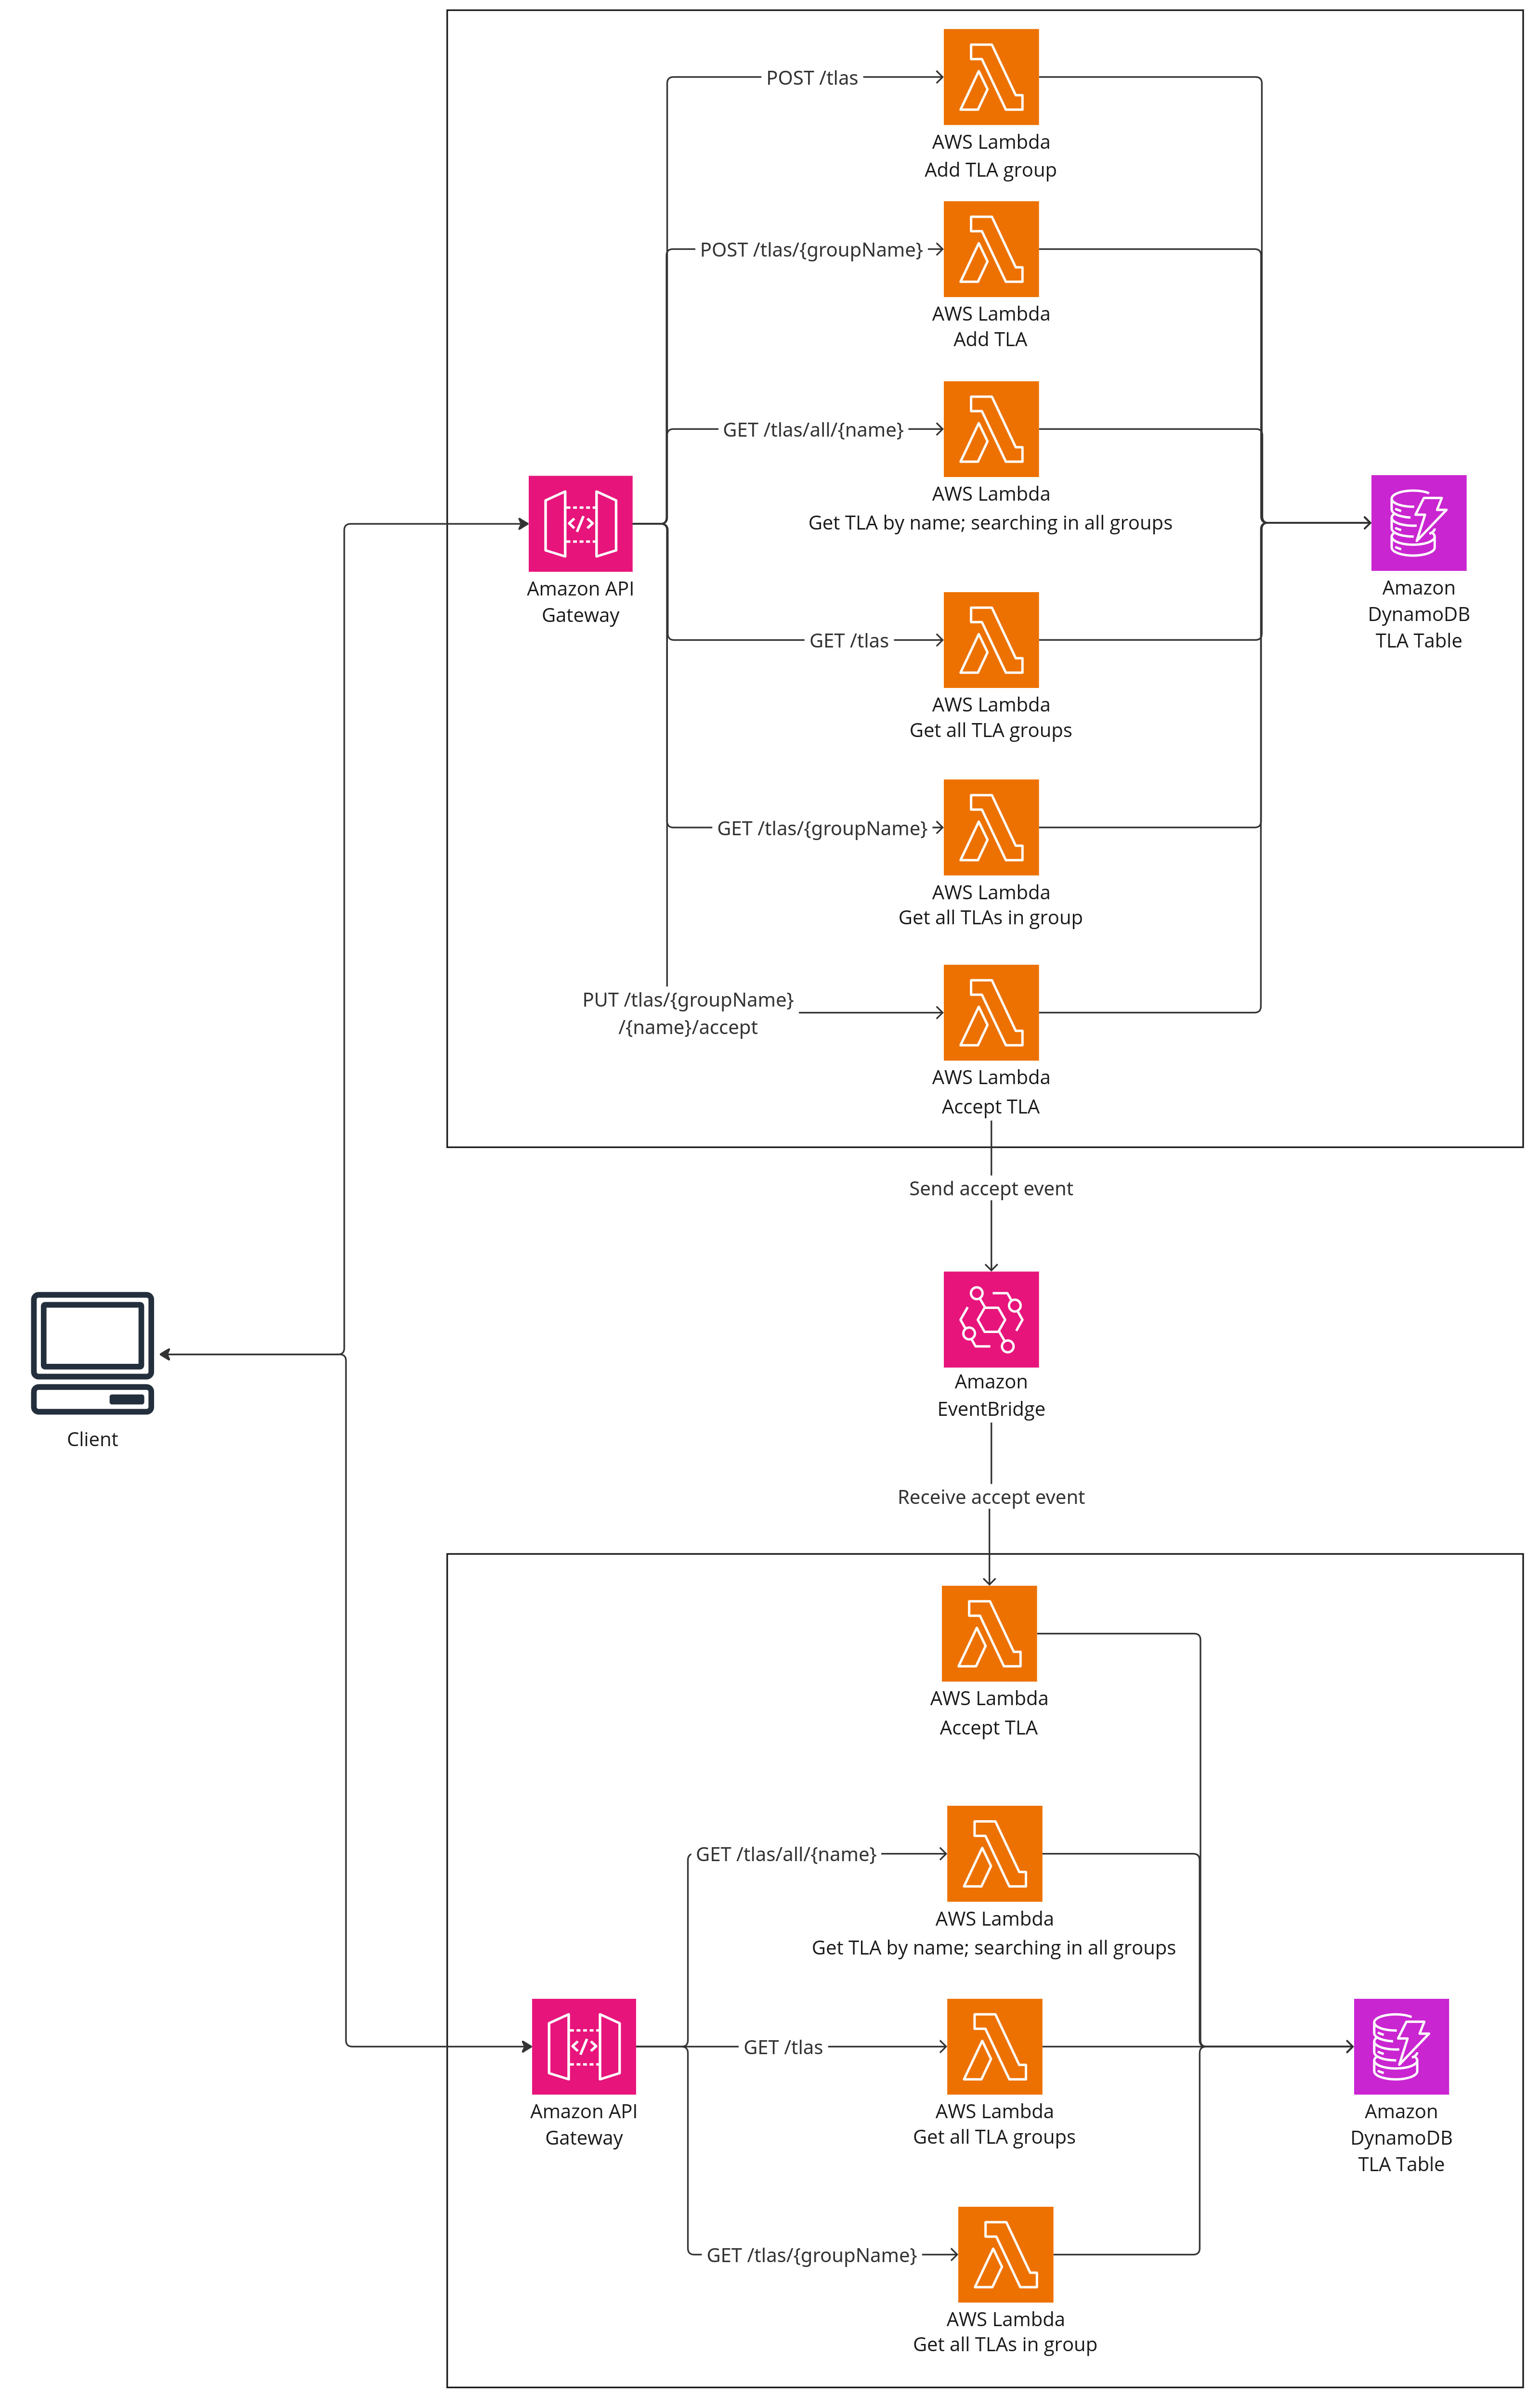 POST /tlas
AWS Lambda
Add TLA group
POST /tlas/{groupName}
AWS Lambda
Add TLA
GET /tlas/all/{name}
AWS Lambda
Get TLA by name; searching in all groups
Amazon API
Gateway
Amazon
DynamoDB
TLA Table
GET /tlas
AWS Lambda
Get all TLA groups
GET /tlas/{groupName}
AWS Lambda
Get all TLAs in group
PUT /tlas/{groupName}
/{name}/accept
AWS Lambda
Accept TLA
Send accept event
Amazon
EventBridge
Client
Receive accept event
AWS Lambda
Accept TLA
GET /tlas/all/{name}
AWS Lambda
Get TLA by name; searching in all groups
GET /tlas
Amazon API
Gateway
AWS Lambda
Get all TLA groups
Amazon
DynamoDB
TLA Table
GET /tlas/{groupName}
AWS Lambda
Get all TLAs in group